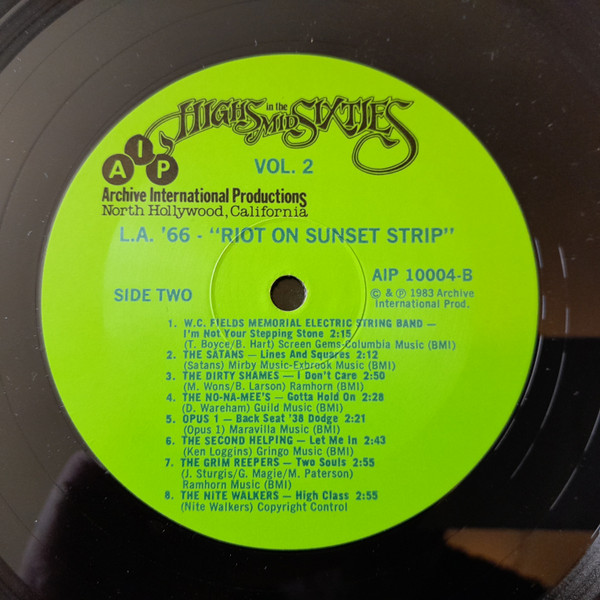 HIGHS in the MID SIXTIES
VOL. 2
AIP
Archive International Productions
North Hollywood, California
L.A. '66 - "RIOT ON SUNSET STRIP"
AIP 10004-B
SIDE TWO
© & ℗ 1983 Archive
International Prod.
1. W.C. FIELDS MEMORIAL ELECTRIC STRING BAND —
I'm Not Your Stepping Stone 2:15
(T. Boyce/B. Hart) Screen Gems-Columbia Music (BMI)
2. THE SATANS — Lines And Squares 2:12
(Satans) Mirby Music-Exbrook Music (BMI)
3. THE DIRTY SHAMES — I Don't Care 2:50
(M. Wons/B. Larson) Ramhorn (BMI)
4. THE NO-NA-MEE'S — Gotta Hold On 2:28
(D. Wareham) Guild Music (BMI)
5. OPUS 1 — Back Seat '38 Dodge 2:21
(Opus 1) Maravilla Music (BMI)
6. THE SECOND HELPING — Let Me In 2:43
(Ken Loggins) Gringo Music (BMI)
7. THE GRIM REEPERS — Two Souls 2:55
(J. Sturgis/G. Magie/M. Paterson)
Ramhorn Music (BMI)
8. THE NITE WALKERS — High Class 2:55
(Nite Walkers) Copyright Control